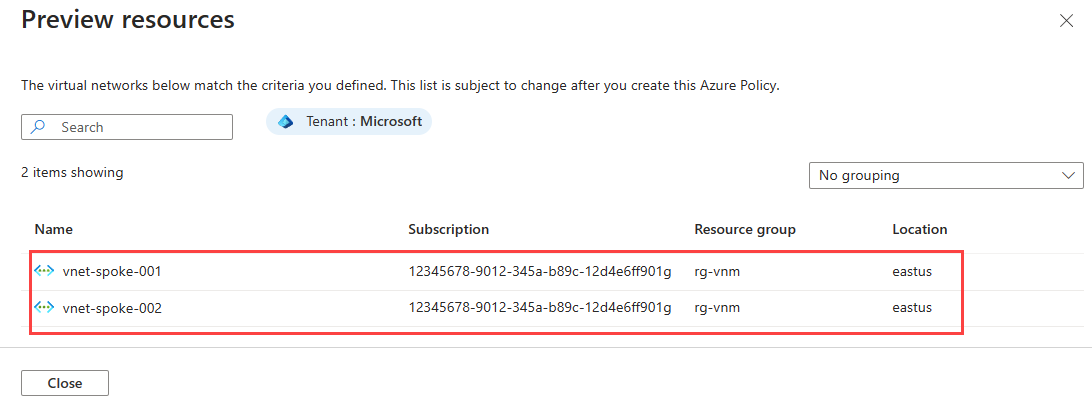 Preview resources
The virtual networks below match the criteria you defined. This list is subject to change after you create this Azure Policy.
Search
Tenant : Microsoft
2 items showing
No grouping
Name Subscription Resource group Location
vnet-spoke-001 12345678-9012-345a-b89c-12d4e6ff901g rg-vnm eastus
vnet-spoke-002 12345678-9012-345a-b89c-12d4e6ff901g rg-vnm eastus
Close